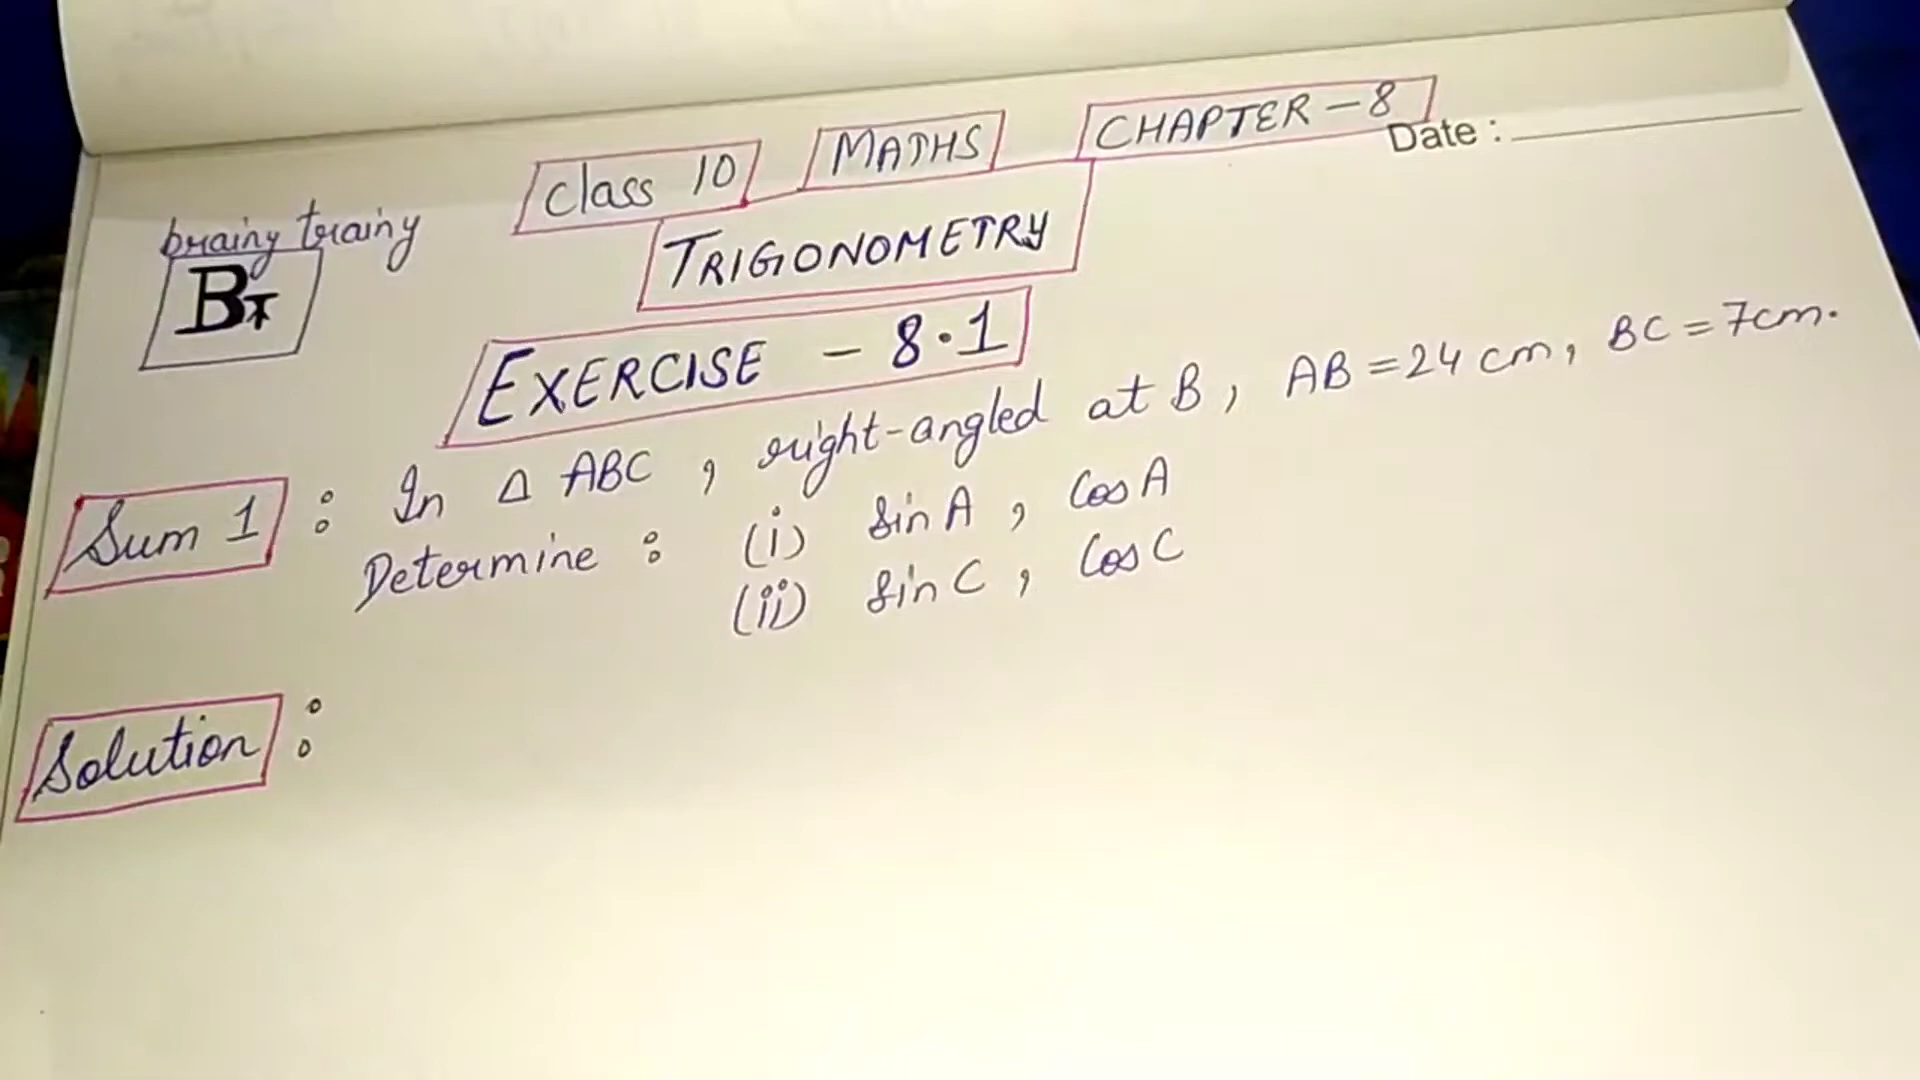 class 10 MATHS CHAPTER-8
Date:
brainy trainy
TRIGONOMETRY
BT
EXERCISE - 8.1
Sum 1 : In Δ ABC, right-angled at B, AB = 24 cm, BC = 7cm.
Determine : (i) sin A, Cos A
(ii) sin C, Cos C
Solution :